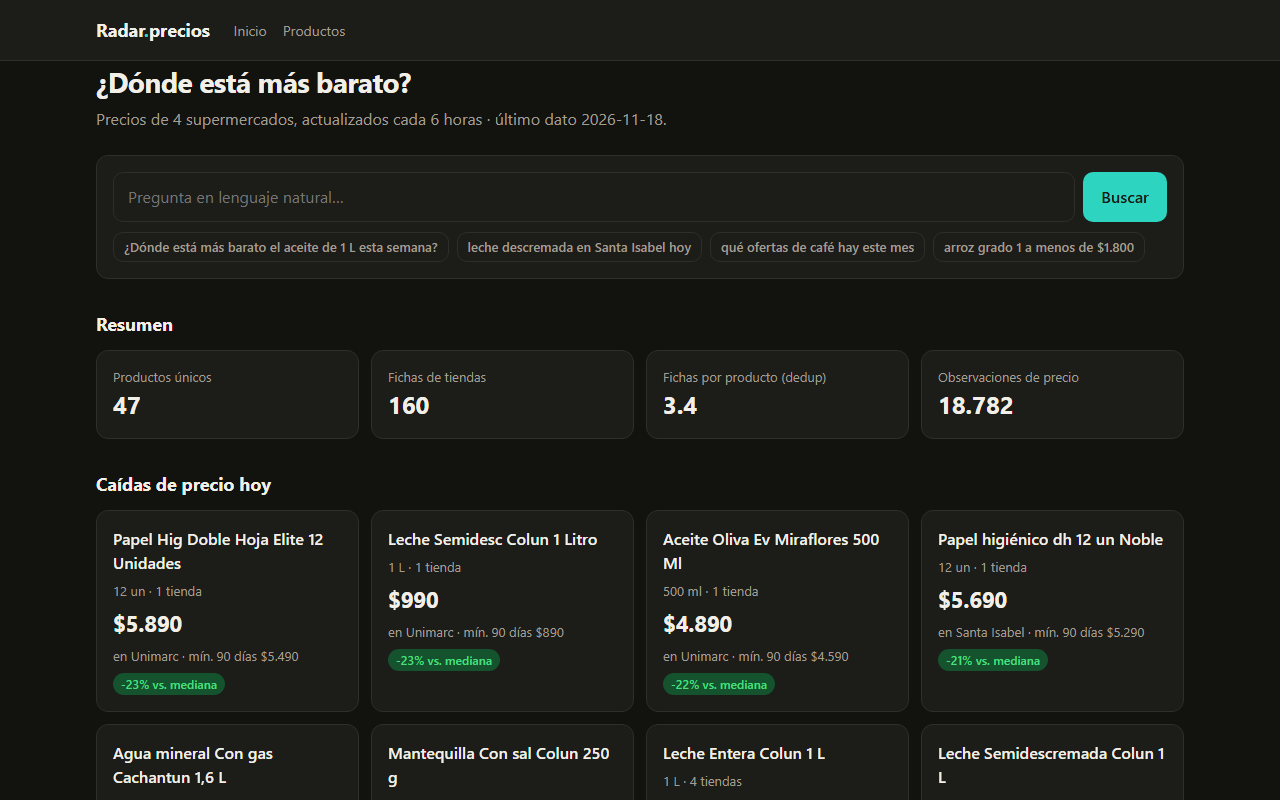 Radar.precios Inicio Productos
¿Dónde está más barato?
Precios de 4 supermercados, actualizados cada 6 horas · último dato 2026-11-18.
Pregunta en lenguaje natural...
Buscar
¿Dónde está más barato el aceite de 1 L esta semana?
leche descremada en Santa Isabel hoy
qué ofertas de café hay este mes
arroz grado 1 a menos de $1.800
Resumen
Productos únicos
47
Fichas de tiendas
160
Fichas por producto (dedup)
3.4
Observaciones de precio
18.782
Caídas de precio hoy
Papel Hig Doble Hoja Elite 12
Unidades
12 un · 1 tienda
$5.890
en Unimarc · mín. 90 días $5.490
-23% vs. mediana
Leche Semidesc Colun 1 Litro
1 L · 1 tienda
$990
en Unimarc · mín. 90 días $890
-23% vs. mediana
Aceite Oliva Ev Miraflores 500
Ml
500 ml · 1 tienda
$4.890
en Unimarc · mín. 90 días $4.590
-22% vs. mediana
Papel higiénico dh 12 un Noble
12 un · 1 tienda
$5.690
en Santa Isabel · mín. 90 días $5.290
-21% vs. mediana
Agua mineral Con gas
Cachantun 1,6 L
Mantequilla Con sal Colun 250
g
Leche Entera Colun 1 L
1 L · 4 tiendas
Leche Semidescremada Colun 1
L